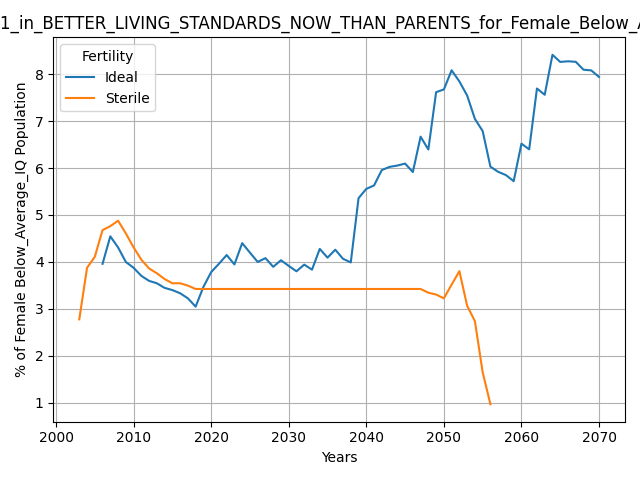 1_in_BETTER_LIVING_STANDARDS_NOW_THAN_PARENTS_for_Female_Below_
Fertility
Ideal
Sterile
% of Female Below_Average_IQ Population
8
7
6
5
4
3
2
1
2000 2010 2020 2030 2040 2050 2060 2070
Years